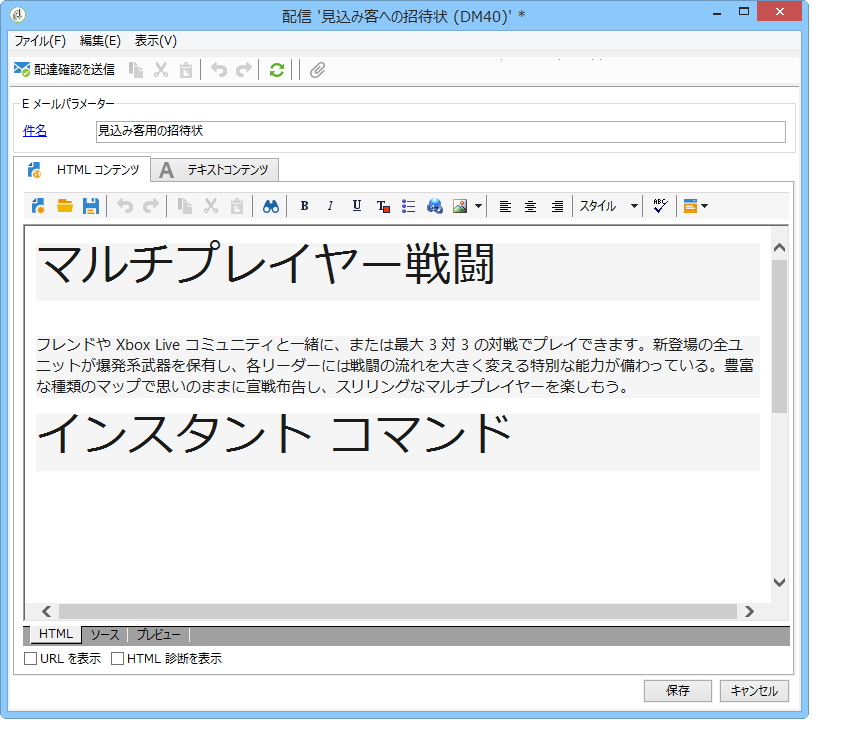 配信 '見込み客への招待状 (DM40)' *
ファイル(F) 編集(E) 表示(V)
配達確認を送信
E メールパラメーター
件名 見込み客用の招待状
HTML コンテンツ A テキストコンテンツ
B I U T スタイル ABC
マルチプレイヤー戦闘
フレンドや Xbox Live コミュニティと一緒に、または最大 3 対 3 の対戦でプレイできます。新登場の全ユ
ニットが爆発系武器を保有し、各リーダーには戦闘の流れを大きく変える特別な能力が備わっている。豊富
な種類のマップで思いのままに宣戦布告し、スリリングなマルチプレイヤーを楽しもう。
インスタント コマンド
HTML ソース プレビュー
URL を表示 HTML 診断を表示
保存 キャンセル